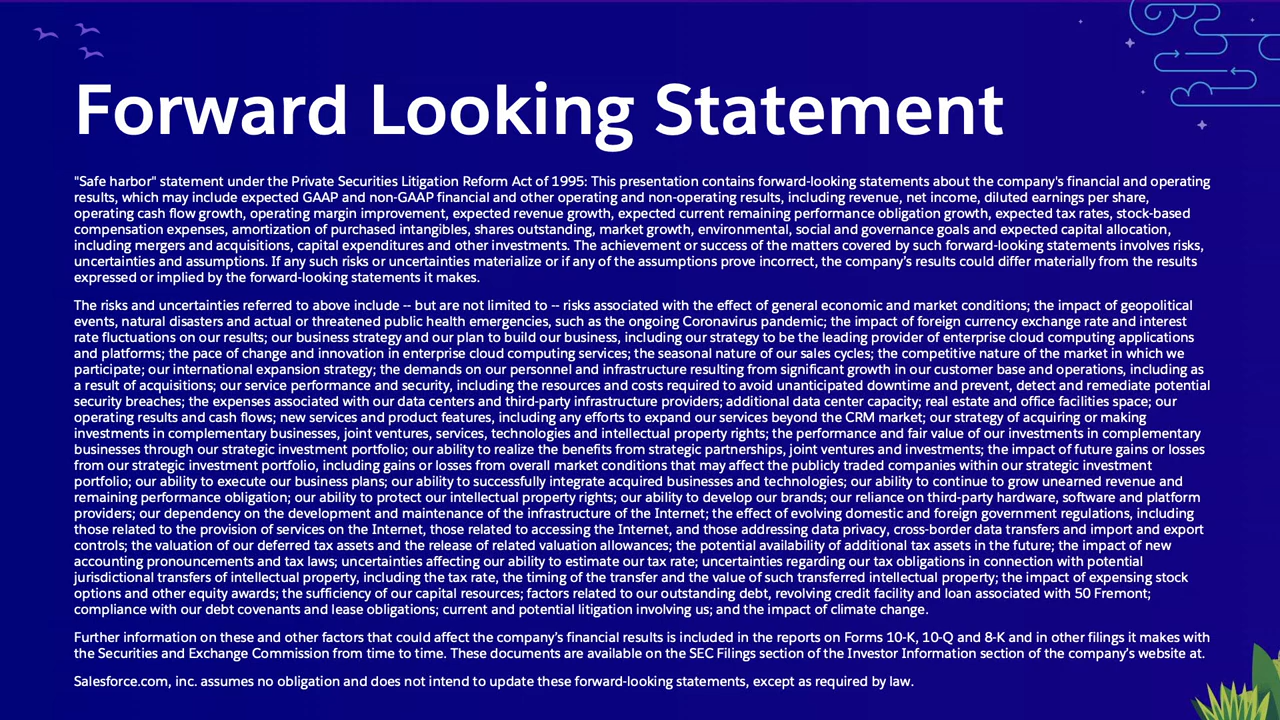 Forward Looking Statement
"Safe harbor" statement under the Private Securities Litigation Reform Act of 1995: This presentation contains forward-looking statements about the company's financial and operating
results, which may include expected GAAP and non-GAAP financial and other operating and non-operating results, including revenue, net income, diluted earnings per share,
operating cash flow growth, operating margin improvement, expected revenue growth, expected current remaining performance obligation growth, expected tax rates, stock-based
compensation expenses, amortization of purchased intangibles, shares outstanding, market growth, environmental, social and governance goals and expected capital allocation,
including mergers and acquisitions, capital expenditures and other investments. The achievement or success of the matters covered by such forward-looking statements involves risks,
uncertainties and assumptions. If any such risks or uncertainties materialize or if any of the assumptions prove incorrect, the company’s results could differ materially from the results
expressed or implied by the forward-looking statements it makes.
The risks and uncertainties referred to above include -- but are not limited to -- risks associated with the effect of general economic and market conditions; the impact of geopolitical
events, natural disasters and actual or threatened public health emergencies, such as the ongoing Coronavirus pandemic; the impact of foreign currency exchange rate and interest
rate fluctuations on our results; our business strategy and our plan to build our business, including our strategy to be the leading provider of enterprise cloud computing applications
and platforms; the pace of change and innovation in enterprise cloud computing services; the seasonal nature of our sales cycles; the competitive nature of the market in which we
participate; our international expansion strategy; the demands on our personnel and infrastructure resulting from significant growth in our customer base and operations, including as
a result of acquisitions; our service performance and security, including the resources and costs required to avoid unanticipated downtime and prevent, detect and remediate potential
security breaches; the expenses associated with our data centers and third-party infrastructure providers; additional data center capacity; real estate and office facilities space; our
operating results and cash flows; new services and product features, including any efforts to expand our services beyond the CRM market; our strategy of acquiring or making
investments in complementary businesses, joint ventures, services, technologies and intellectual property rights; the performance and fair value of our investments in complementary
businesses through our strategic investment portfolio; our ability to realize the benefits from strategic partnerships, joint ventures and investments; the impact of future gains or losses
from our strategic investment portfolio, including gains or losses from overall market conditions that may affect the publicly traded companies within our strategic investment
portfolio; our ability to execute our business plans; our ability to successfully integrate acquired businesses and technologies; our ability to continue to grow unearned revenue and
remaining performance obligation; our ability to protect our intellectual property rights; our ability to develop our brands; our reliance on third-party hardware, software and platform
providers; our dependency on the development and maintenance of the infrastructure of the Internet; the effect of evolving domestic and foreign government regulations, including
those related to the provision of services on the Internet, those related to accessing the Internet, and those addressing data privacy, cross-border data transfers and import and export
controls; the valuation of our deferred tax assets and the release of related valuation allowances; the potential availability of additional tax assets in the future; the impact of new
accounting pronouncements and tax laws; uncertainties affecting our ability to estimate our tax rate; uncertainties regarding our tax obligations in connection with potential
jurisdictional transfers of intellectual property, including the tax rate, the timing of the transfer and the value of such transferred intellectual property; the impact of expensing stock
options and other equity awards; the sufficiency of our capital resources; factors related to our outstanding debt, revolving credit facility and loan associated with 50 Fremont;
compliance with our debt covenants and lease obligations; current and potential litigation involving us; and the impact of climate change.
Further information on these and other factors that could affect the company’s financial results is included in the reports on Forms 10-K, 10-Q and 8-K and in other filings it makes with
the Securities and Exchange Commission from time to time. These documents are available on the SEC Filings section of the Investor Information section of the company’s website at.
Salesforce.com, inc. assumes no obligation and does not intend to update these forward-looking statements, except as required by law.